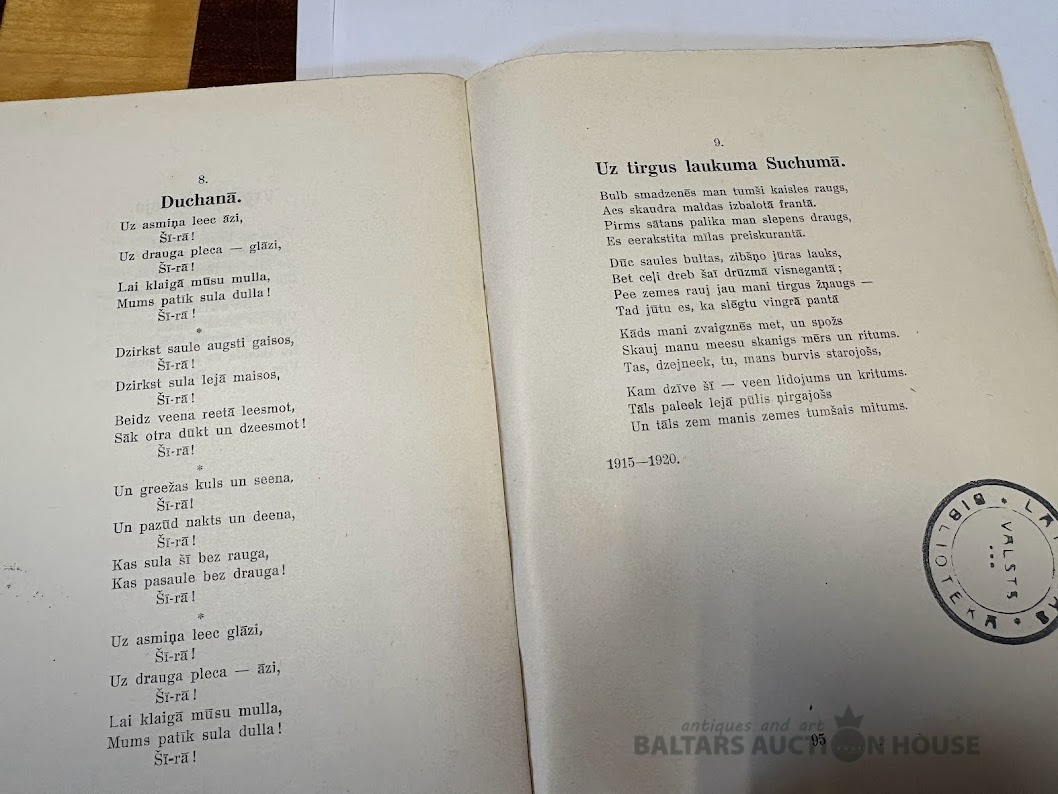 8.
Duchanā.
Uz asmiņa leec āzi,
Šī-rā!
Uz drauga pleca — glāzi,
Šī-rā!
Lai klaigā mūsu mulla,
Mums patīk sula dulla!
Šī-rā!
*
Dzirkst saule augsti gaisos,
Šī-rā!
Dzirkst sula lejā maisos,
Šī-rā!
Beidz veena reetā leesmot,
Sāk otra dūkt un dzeesmot!
Šī-rā!
*
Un greežas kuls un seena,
Šī-rā!
Un pazūd nakts un deena,
Šī-rā!
Kas sula šī bez rauga,
Kas pasaule bez drauga!
Šī-rā!
*
Uz asmiņa leec glāzi,
Šī-rā!
Uz drauga pleca — āzi,
Šī-rā!
Lai klaigā mūsu mulla,
Mums patīk sula dulla!
Šī-rā!
9.
Uz tirgus laukuma Suchumā.
Bulb smadzenēs man tumši kaisles raugs,
Acs skaudra maldas izbalotā frantā.
Pirms sātans palika man slepens draugs,
Es eerakstita mīlas preiskurantā.
Dūc saules bultas, zibšņo jūras lauks,
Bet ceļi dreb šaī drūzmā visnegantā;
Pee zemes rauj jau mani tirgus žņaugs —
Tad jūtu es, ka slēgtu vingrā pantā
Kāds mani zvaigznēs met, un spožs
Skauj manu meesu skanigs mērs un ritums.
Tas, dzejneek, tu, mans burvis starojošs,
Kam dzīve šī — veen lidojums un kritums.
Tāls paleek lejā pūlis ņirgajošs
Un tāls zem manis zemes tumšais mitums.
1915—1920.
BIBLIOTEKA
VALSTS
95
antiques and art
BALTARS AUCTION HOUSE